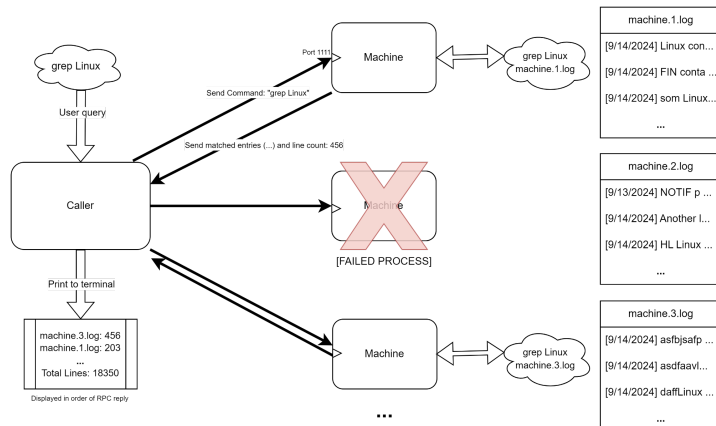 grep Linux
User query
Caller
Print to terminal
machine.3.log: 456
machine.1.log: 203
...
Total Lines: 18350
Displayed in order of RPC reply
Port 1111
Send Command: "grep Linux"
Send matched entries (...) and line count: 456
Machine
grep Linux
machine.1.log
Machine
[FAILED PROCESS]
Machine
grep Linux
machine.3.log
...
machine.1.log
[9/14/2024] Linux con...
[9/14/2024] FIN conta ...
[9/14/2024] som Linux...
...
machine.2.log
[9/13/2024] NOTIF p ...
[9/14/2024] Another l...
[9/14/2024] HL Linux ...
...
machine.3.log
[9/14/2024] asfbjsafp ...
[9/14/2024] asdfaavl...
[9/14/2024] daffLinux ...
...